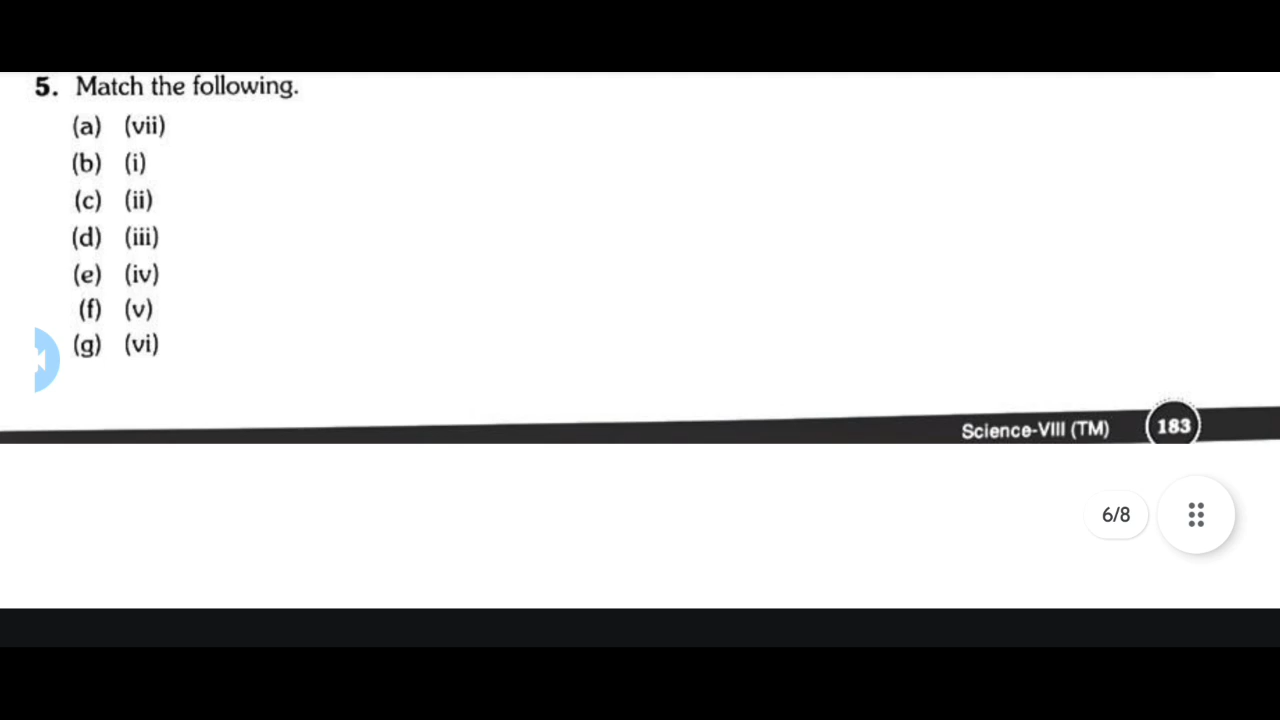 5. Match the following.
(a) (vii)
(b) (i)
(c) (ii)
(d) (iii)
(e) (iv)
(f) (v)
(g) (vi)
Science-VIII (TM) 183
6/8